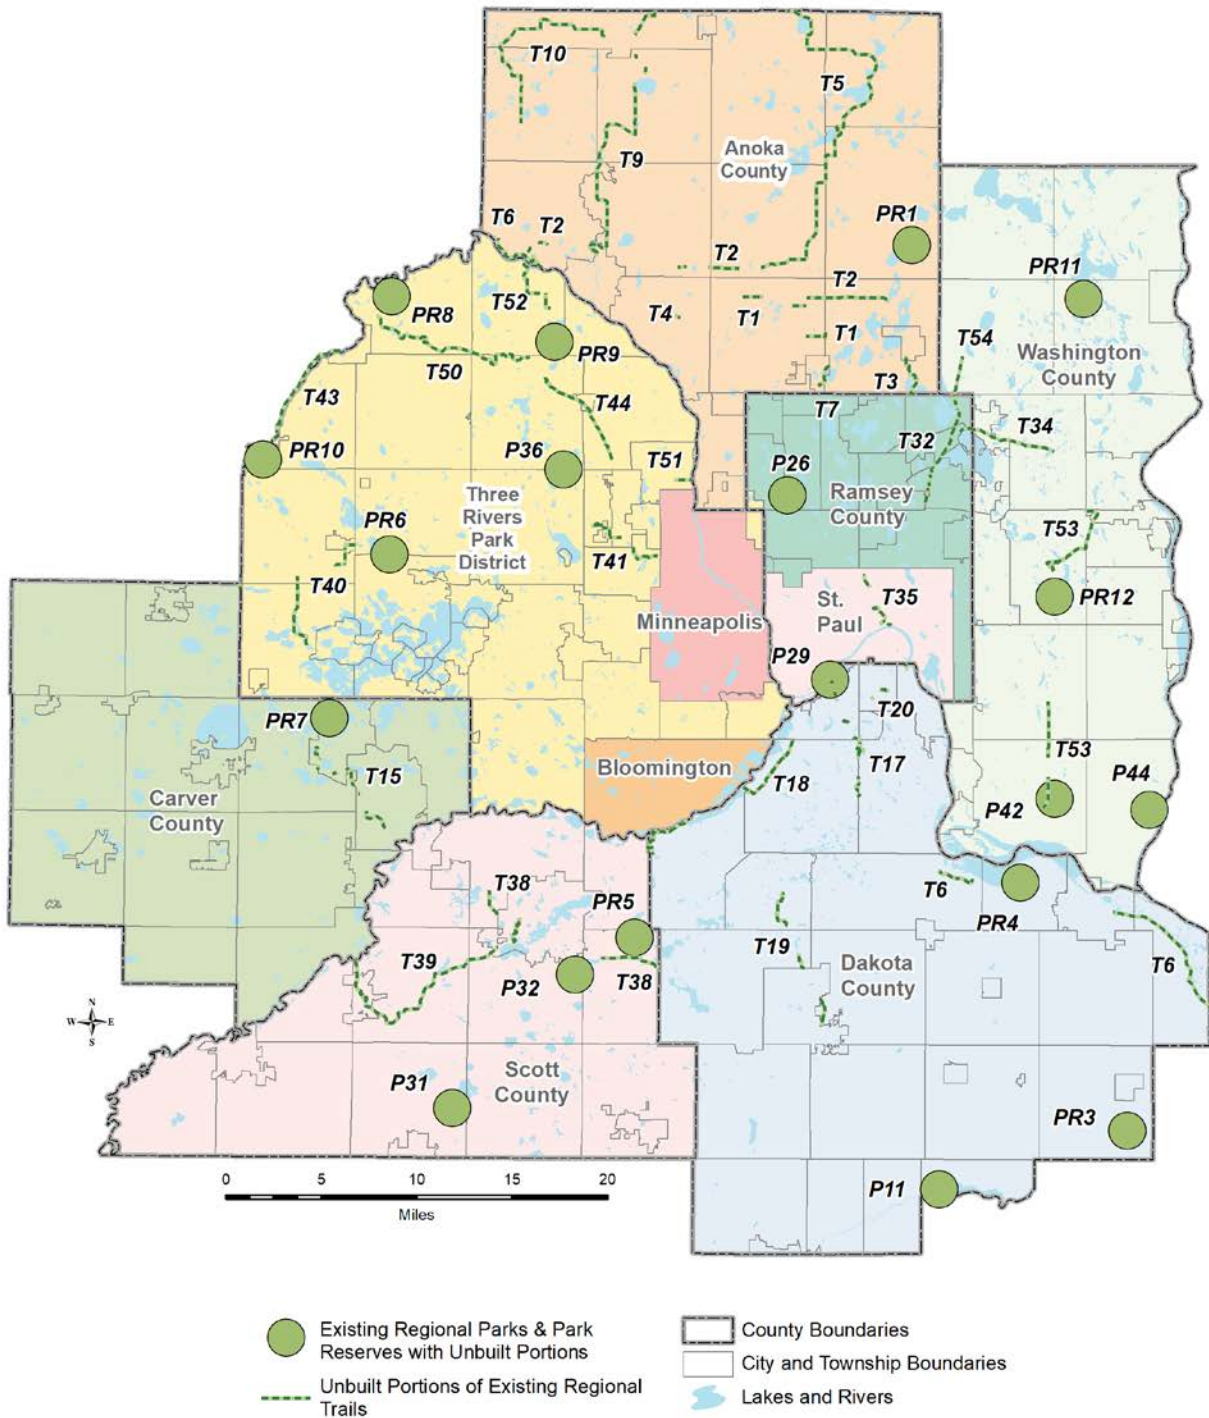 T10
T5
Anoka
County
T9
PR1
T6
T2
T2
PR11
T2
T52
PR8
T4
T1
T1
T54
PR9
Washington
County
T50
T3
T43
T44
T7
T34
T32
PR10
P36
T51
P26
Ramsey
County
Three
Rivers
Park
District
PR6
T53
T41
T40
PR12
St.
Paul
T35
Minneapolis
P29
T20
PR7
T53
T17
T18
P44
Bloomington
T15
P42
Carver
County
T38
T6
PR5
PR4
T19
T39
Dakota
County
T6
P32
T38
N
W
E
S
Scott
County
P31
PR3
P11
0
5
10
15
20
Miles
Existing Regional Parks & Park
Reserves with Unbuilt Portions
Unbuilt Portions of Existing Regional
Trails
County Boundaries
City and Township Boundaries
Lakes and Rivers